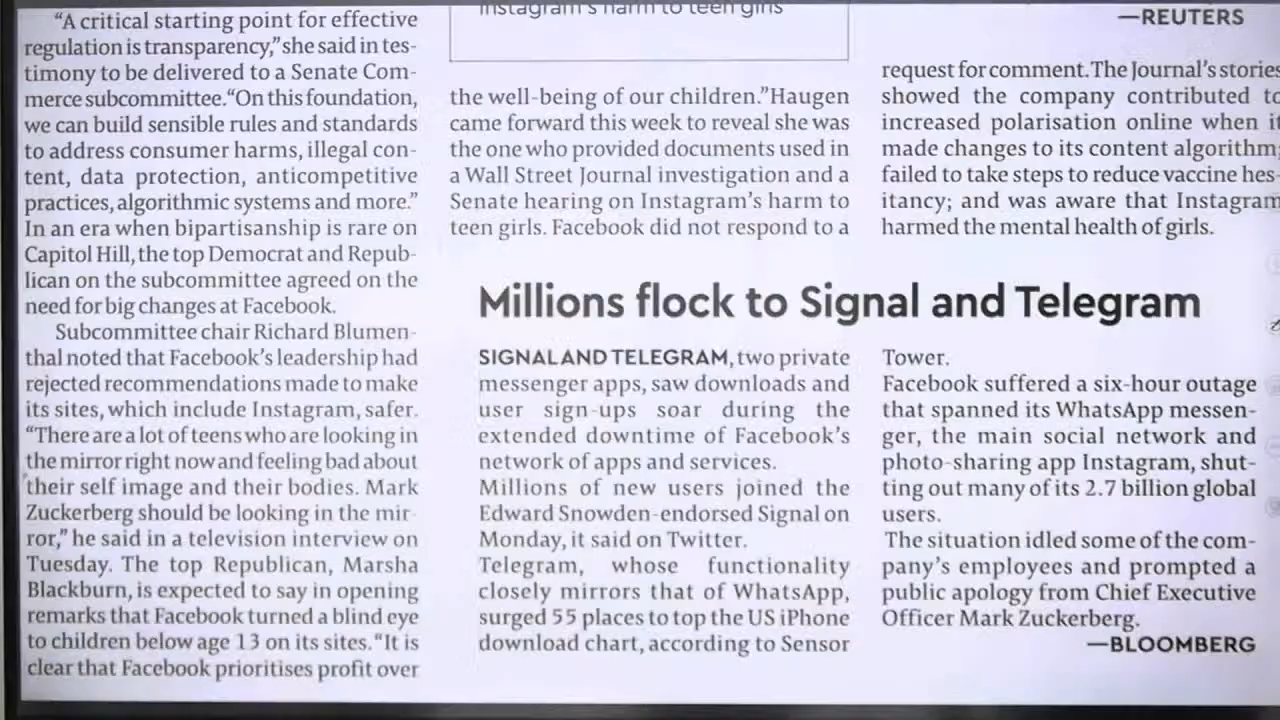 “A critical starting point for effective
regulation is transparency,” she said in tes-
timony to be delivered to a Senate Com-
merce subcommittee. “On this foundation,
we can build sensible rules and standards
to address consumer harms, illegal con-
tent, data protection, anticompetitive
practices, algorithmic systems and more.”
In an era when bipartisanship is rare on
Capitol Hill, the top Democrat and Repub-
lican on the subcommittee agreed on the
need for big changes at Facebook.
Subcommittee chair Richard Blumen-
thal noted that Facebook’s leadership had
rejected recommendations made to make
its sites, which include Instagram, safer.
“There are a lot of teens who are looking in
the mirror right now and feeling bad about
their self image and their bodies. Mark
Zuckerberg should be looking in the mir-
ror,” he said in a television interview on
Tuesday. The top Republican, Marsha
Blackburn, is expected to say in opening
remarks that Facebook turned a blind eye
to children below age 13 on its sites. “It is
clear that Facebook prioritises profit over
Instagram’s harm to teen girls
the well-being of our children.” Haugen
came forward this week to reveal she was
the one who provided documents used in
a Wall Street Journal investigation and a
Senate hearing on Instagram’s harm to
teen girls. Facebook did not respond to a
—REUTERS
request for comment. The Journal’s stories
showed the company contributed to
increased polarisation online when it
made changes to its content algorithm;
failed to take steps to reduce vaccine hes-
itancy; and was aware that Instagram
harmed the mental health of girls.
Millions flock to Signal and Telegram
SIGNAL AND TELEGRAM, two private
messenger apps, saw downloads and
user sign-ups soar during the
extended downtime of Facebook’s
network of apps and services.
Millions of new users joined the
Edward Snowden-endorsed Signal on
Monday, it said on Twitter.
Telegram, whose functionality
closely mirrors that of WhatsApp,
surged 55 places to top the US iPhone
download chart, according to Sensor
Tower.
Facebook suffered a six-hour outage
that spanned its WhatsApp messen-
ger, the main social network and
photo-sharing app Instagram, shut-
ting out many of its 2.7 billion global
users.
The situation idled some of the com-
pany’s employees and prompted a
public apology from Chief Executive
Officer Mark Zuckerberg.
—BLOOMBERG